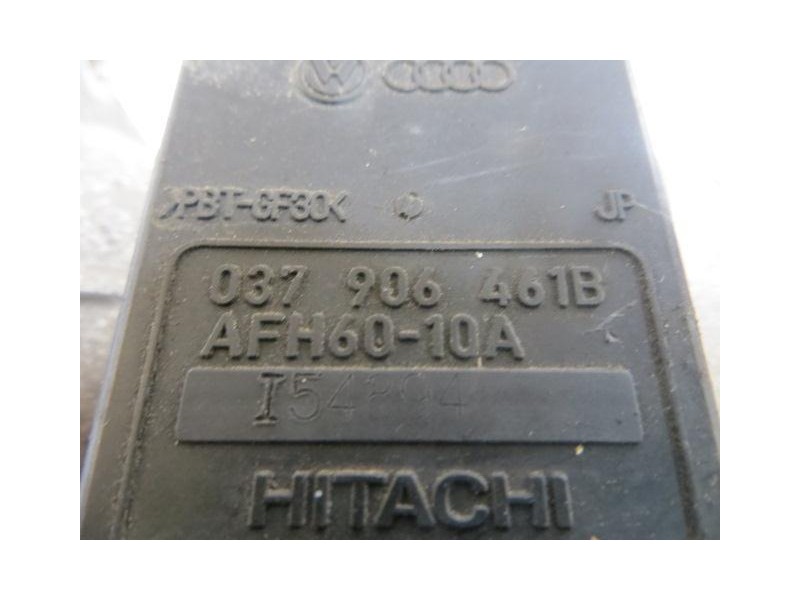 >PBT-GF30< JP
037 906 461B
AFH60-10A
HITACHI